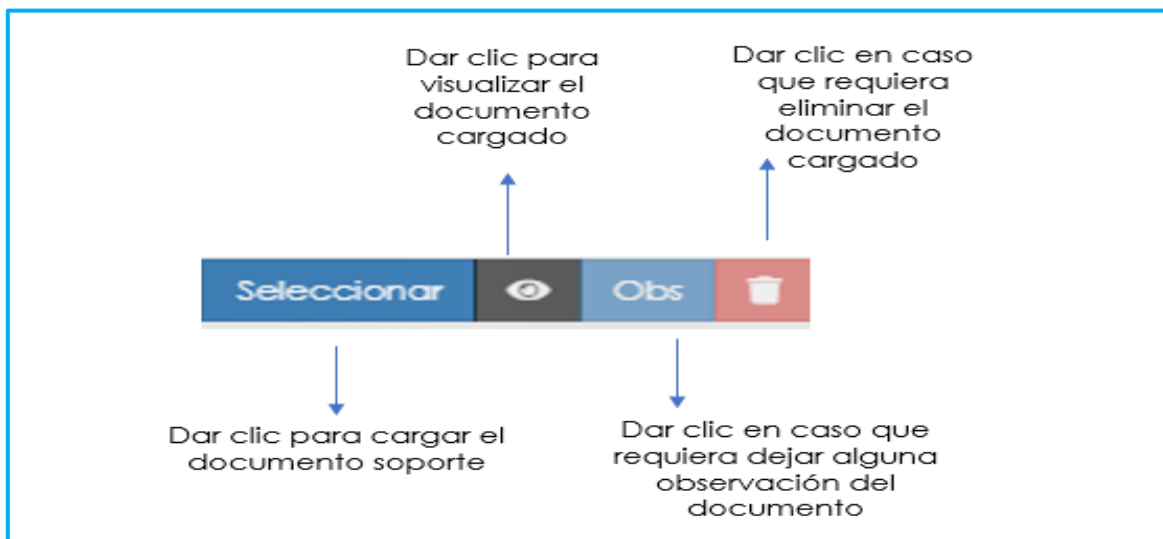 Dar clic para
visualizar el
documento
cargado
Dar clic en caso
que requiera
eliminar el
documento
cargado
Seleccionar
Obs
Dar clic para cargar el
documento soporte
Dar clic en caso que
requiera dejar alguna
observación del
documento